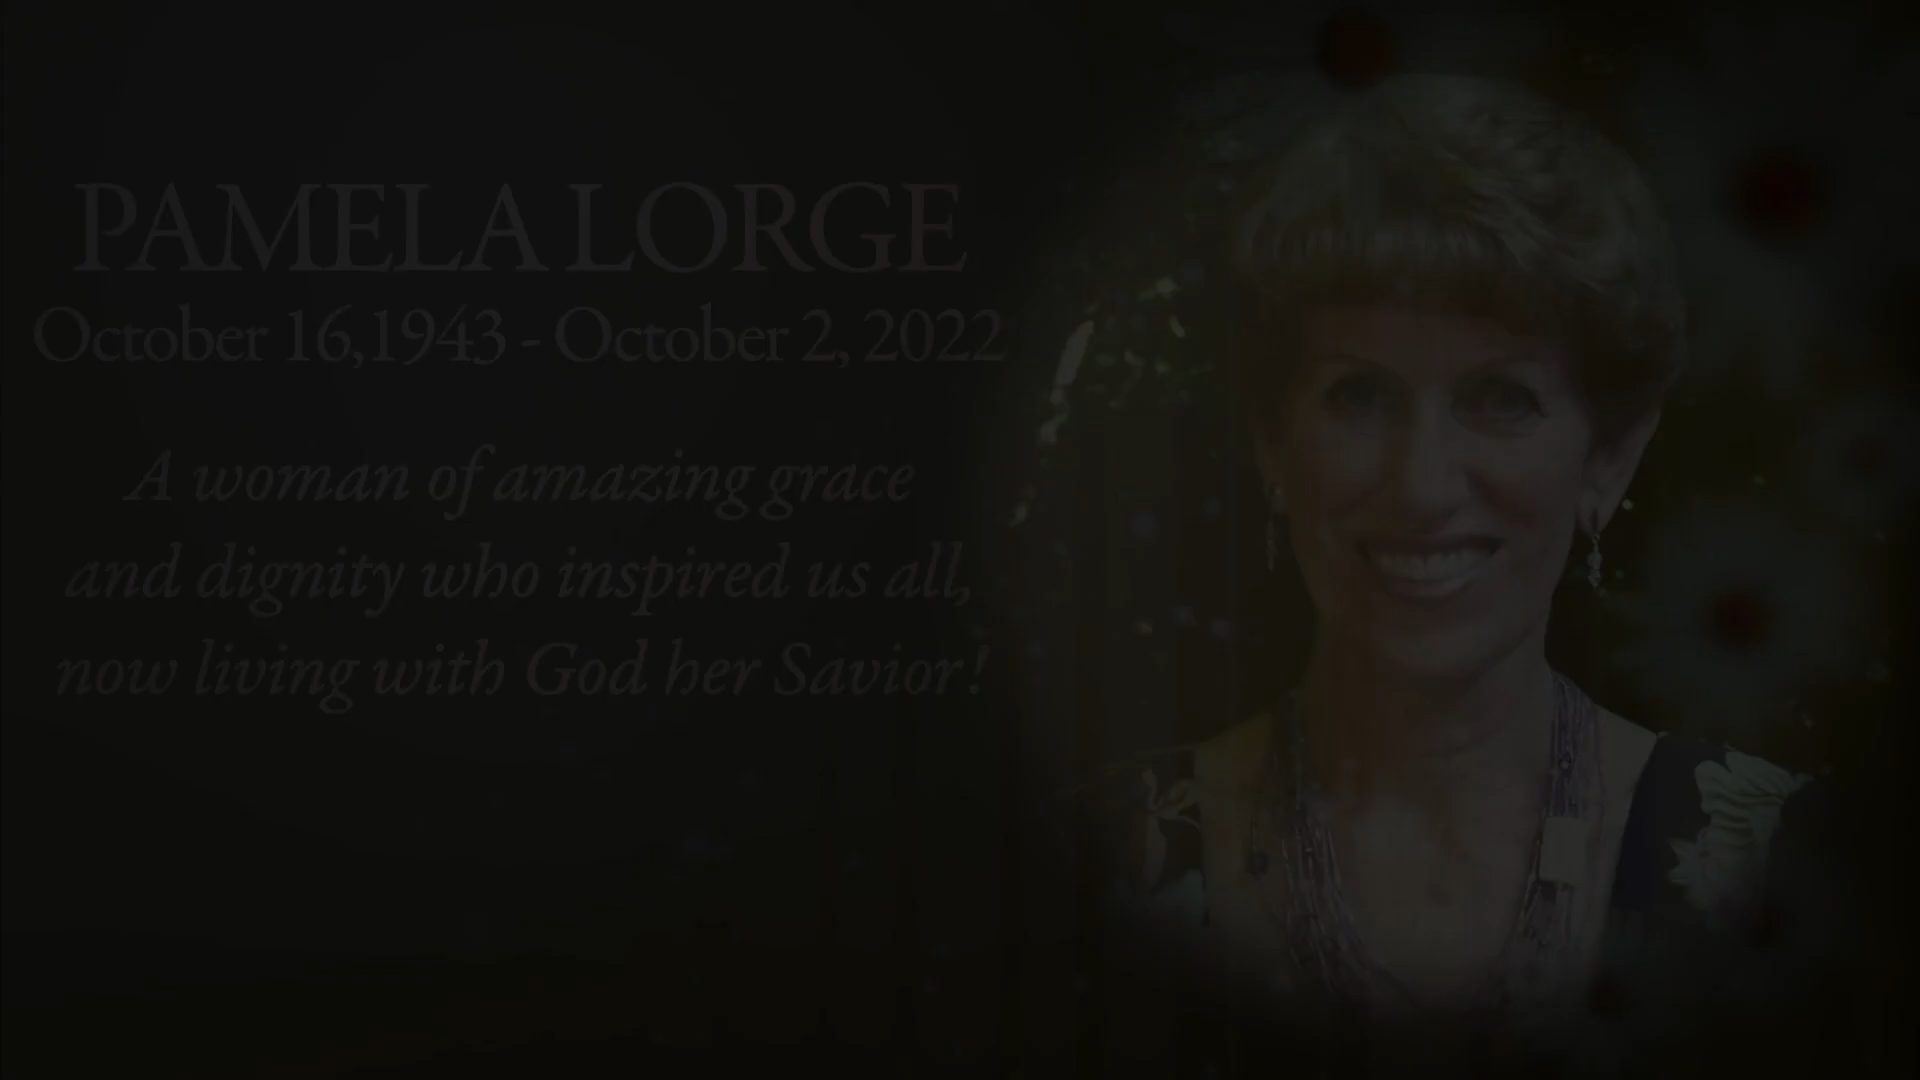 PAMELA LORGE
October 16,1943 - October 2, 2022
A woman of amazing grace
and dignity who inspired us all,
now living with God her Savior!